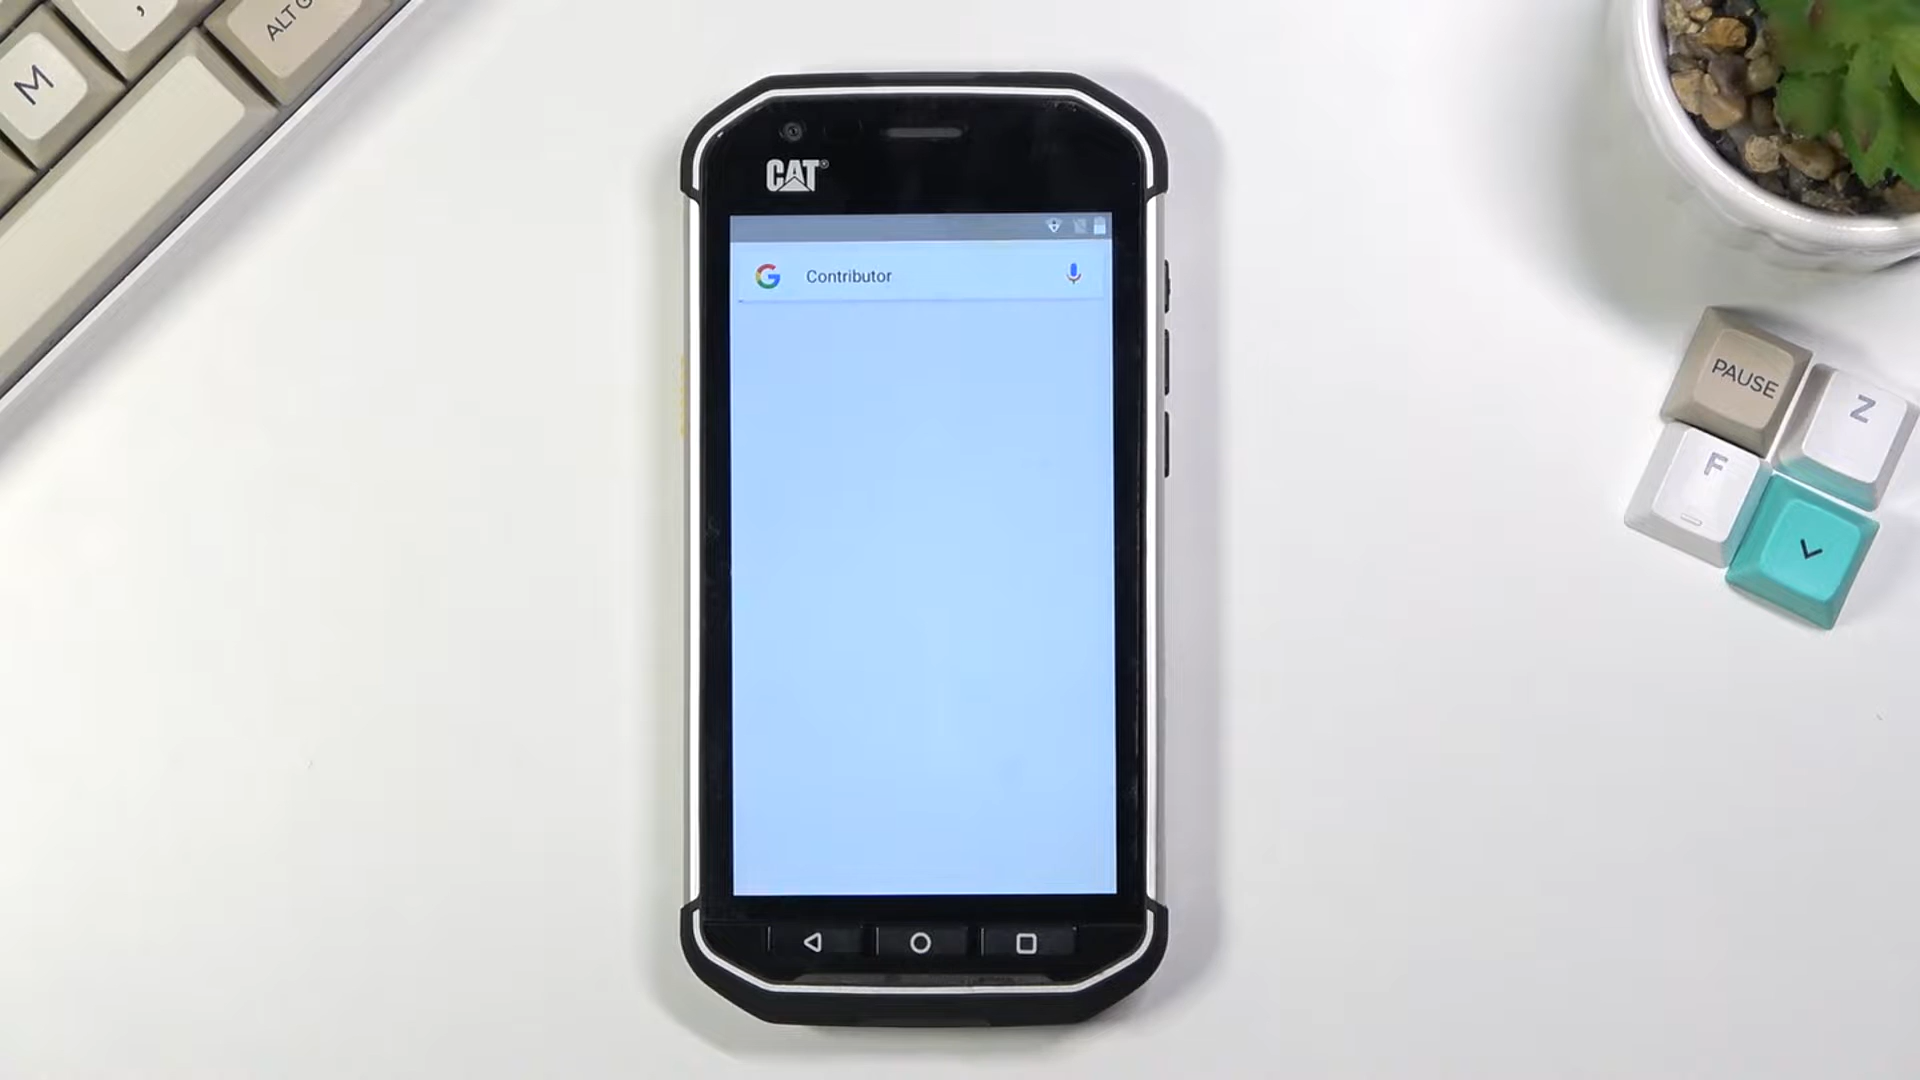 ,
ALT G
M
CAT®
G Contributor
PAUSE
Z
F